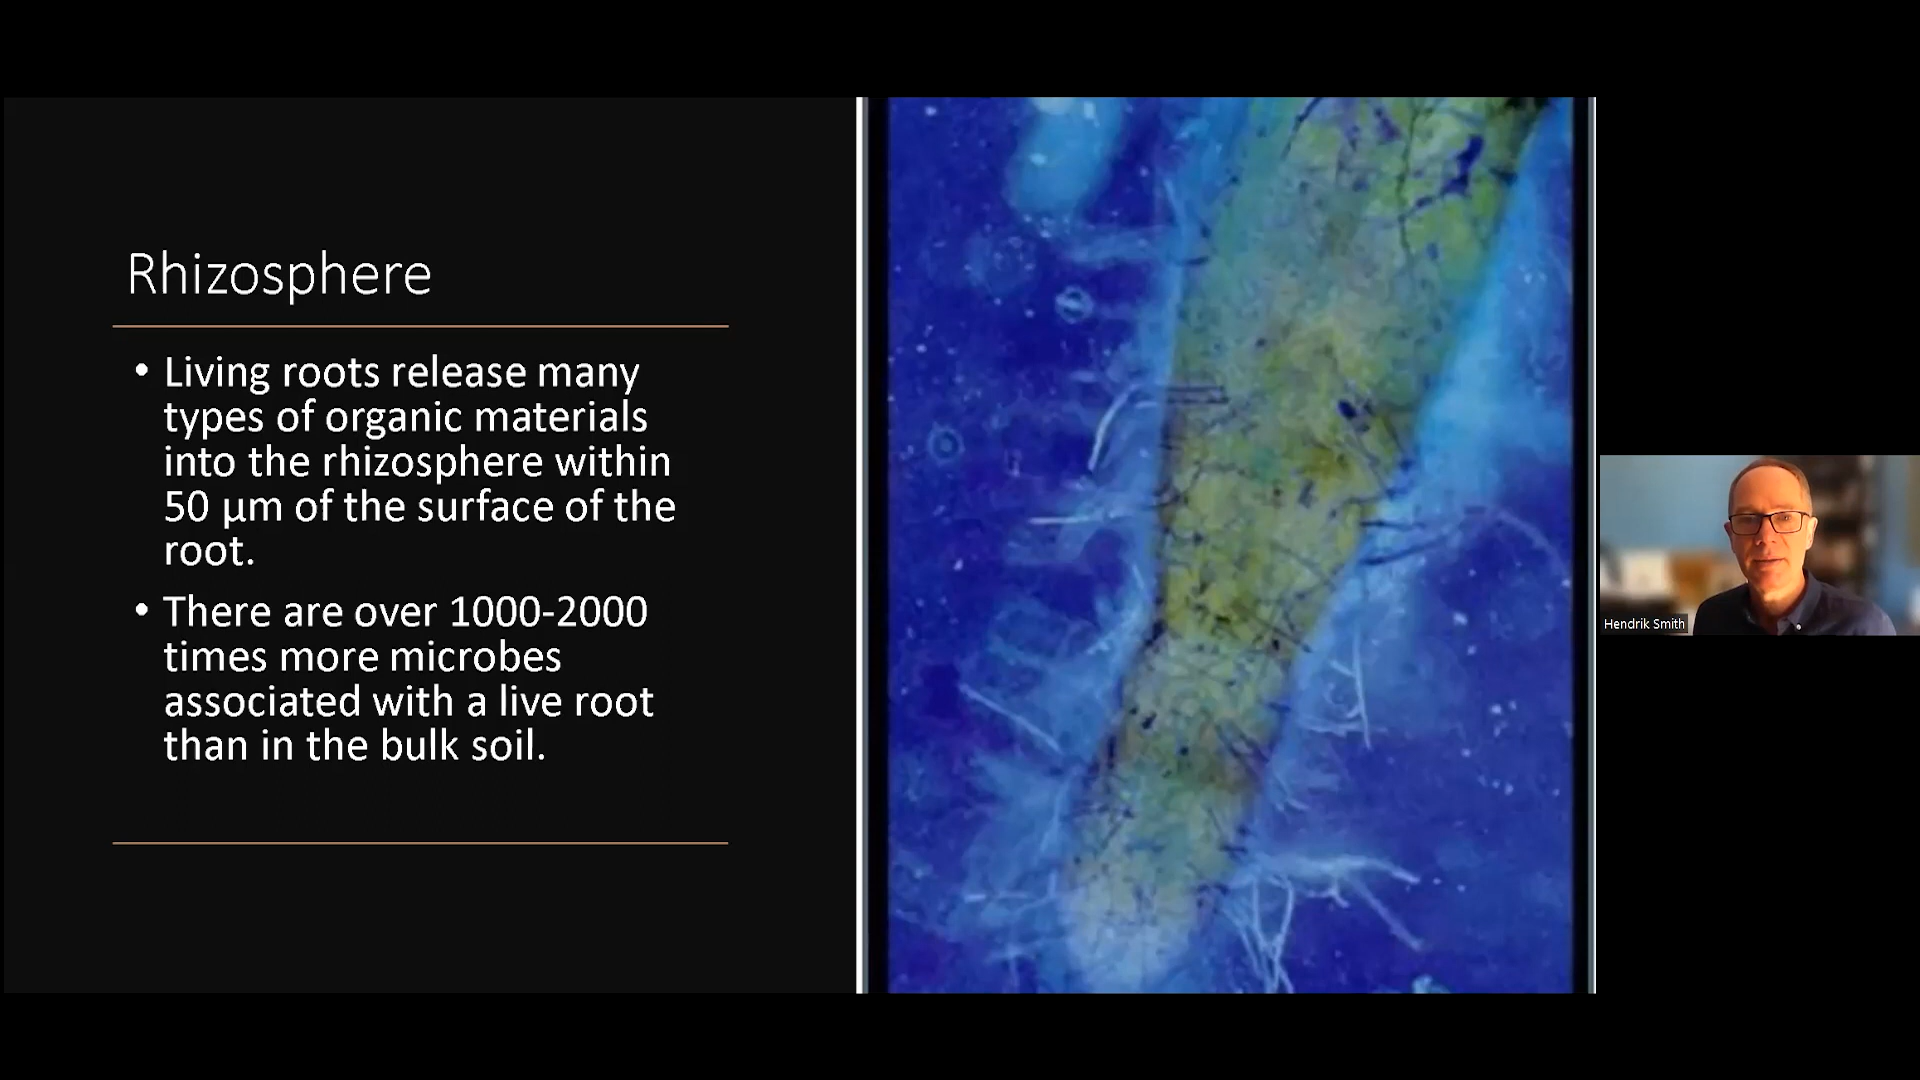 Rhizosphere
• Living roots release many
types of organic materials
into the rhizosphere within
50 µm of the surface of the
root.
• There are over 1000-2000
times more microbes
associated with a live root
than in the bulk soil.
Hendrik Smith